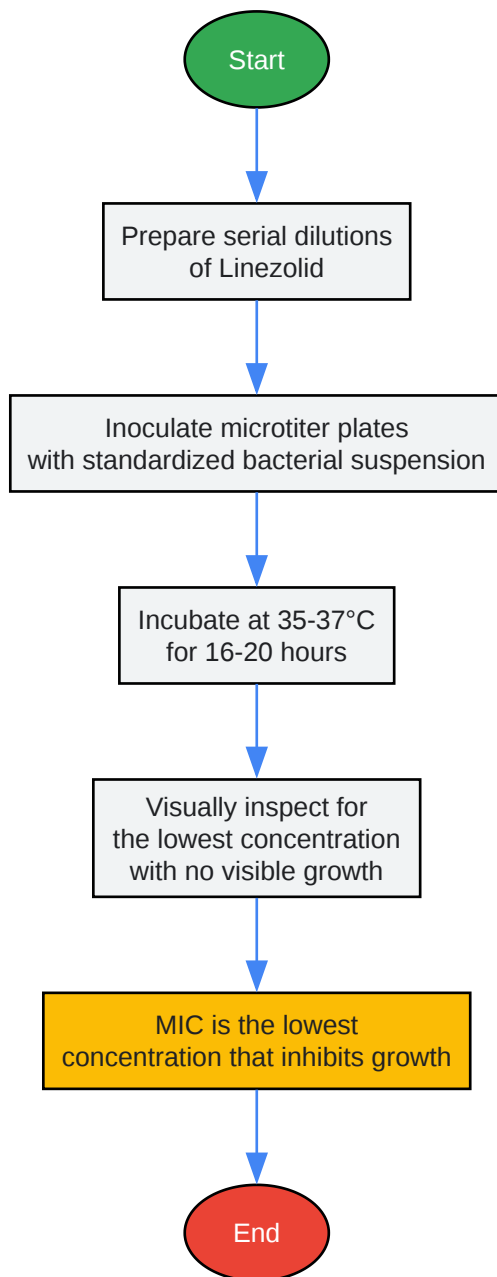 Start
Prepare serial dilutions
of Linezolid
Inoculate microtiter plates
with standardized bacterial suspension
Incubate at 35-37°C
for 16-20 hours
Visually inspect for
the lowest concentration
with no visible growth
MIC is the lowest
concentration that inhibits growth
End